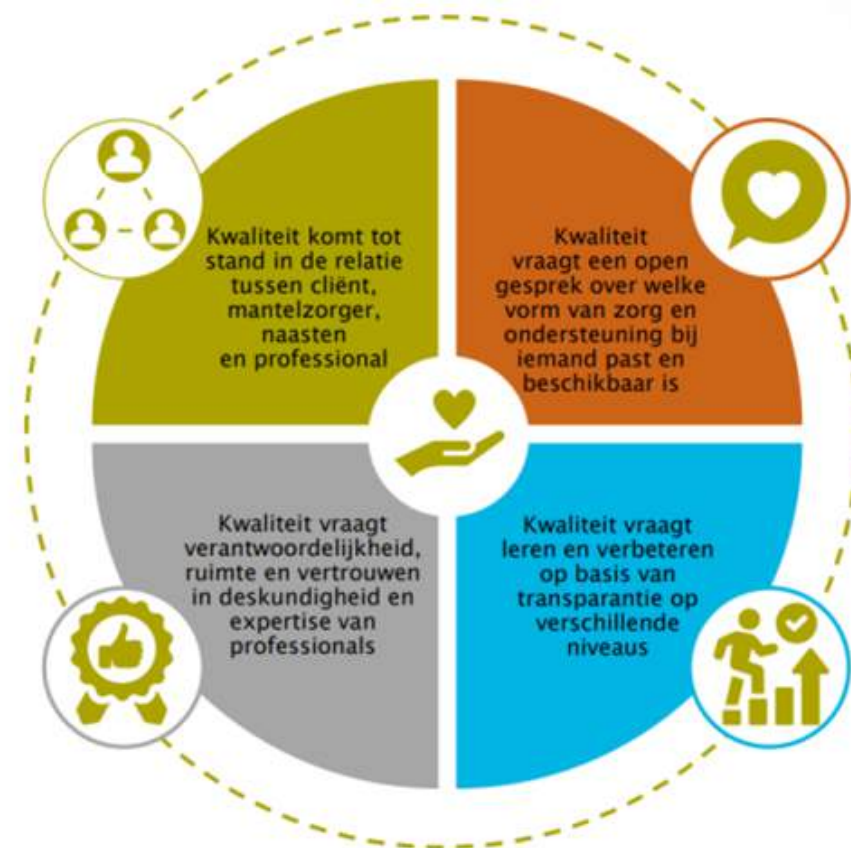 Kwaliteit komt tot
stand in de relatie
tussen cliënt,
mantelzorger,
naasten
en professional
Kwaliteit
vraagt een open
gesprek over welke
vorm van zorg en
ondersteuning bij
iemand past en
beschikbaar is
Kwaliteit vraagt
verantwoordelijkheid,
ruimte en vertrouwen
in deskundigheid en
expertise van
professionals
Kwaliteit vraagt
leren en verbeteren
op basis van
transparantie op
verschillende
niveaus